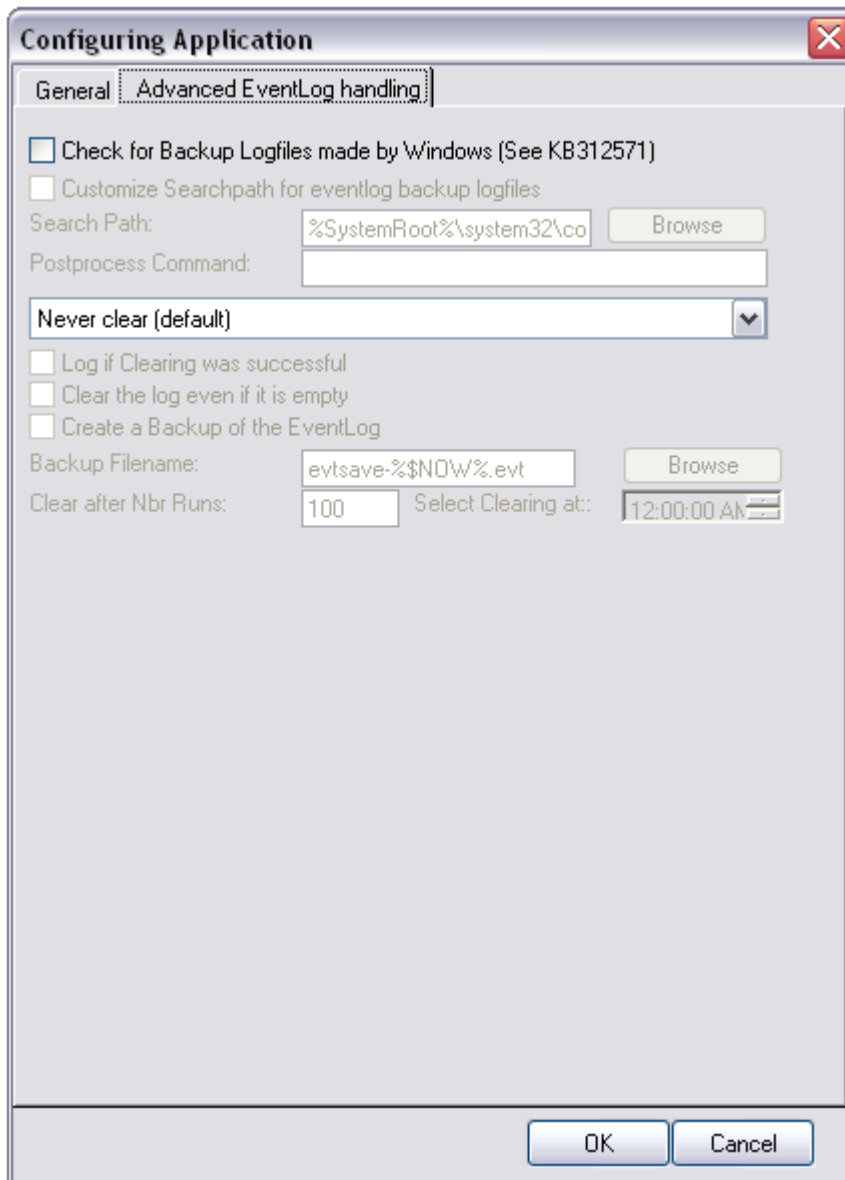 Configuring Application
General Advanced EventLog handling
Check for Backup Logfiles made by Windows (See KB312571)
Customize Searchpath for eventlog backup logfiles
Search Path: %SystemRoot%\system32\co Browse
Postprocess Command:
Never clear (default)
Log if Clearing was successful
Clear the log even if it is empty
Create a Backup of the EventLog
Backup Filename: evtsave-%$NOW%.evt Browse
Clear after Nbr Runs: 100 Select Clearing at:: 12:00:00 AM
OK Cancel